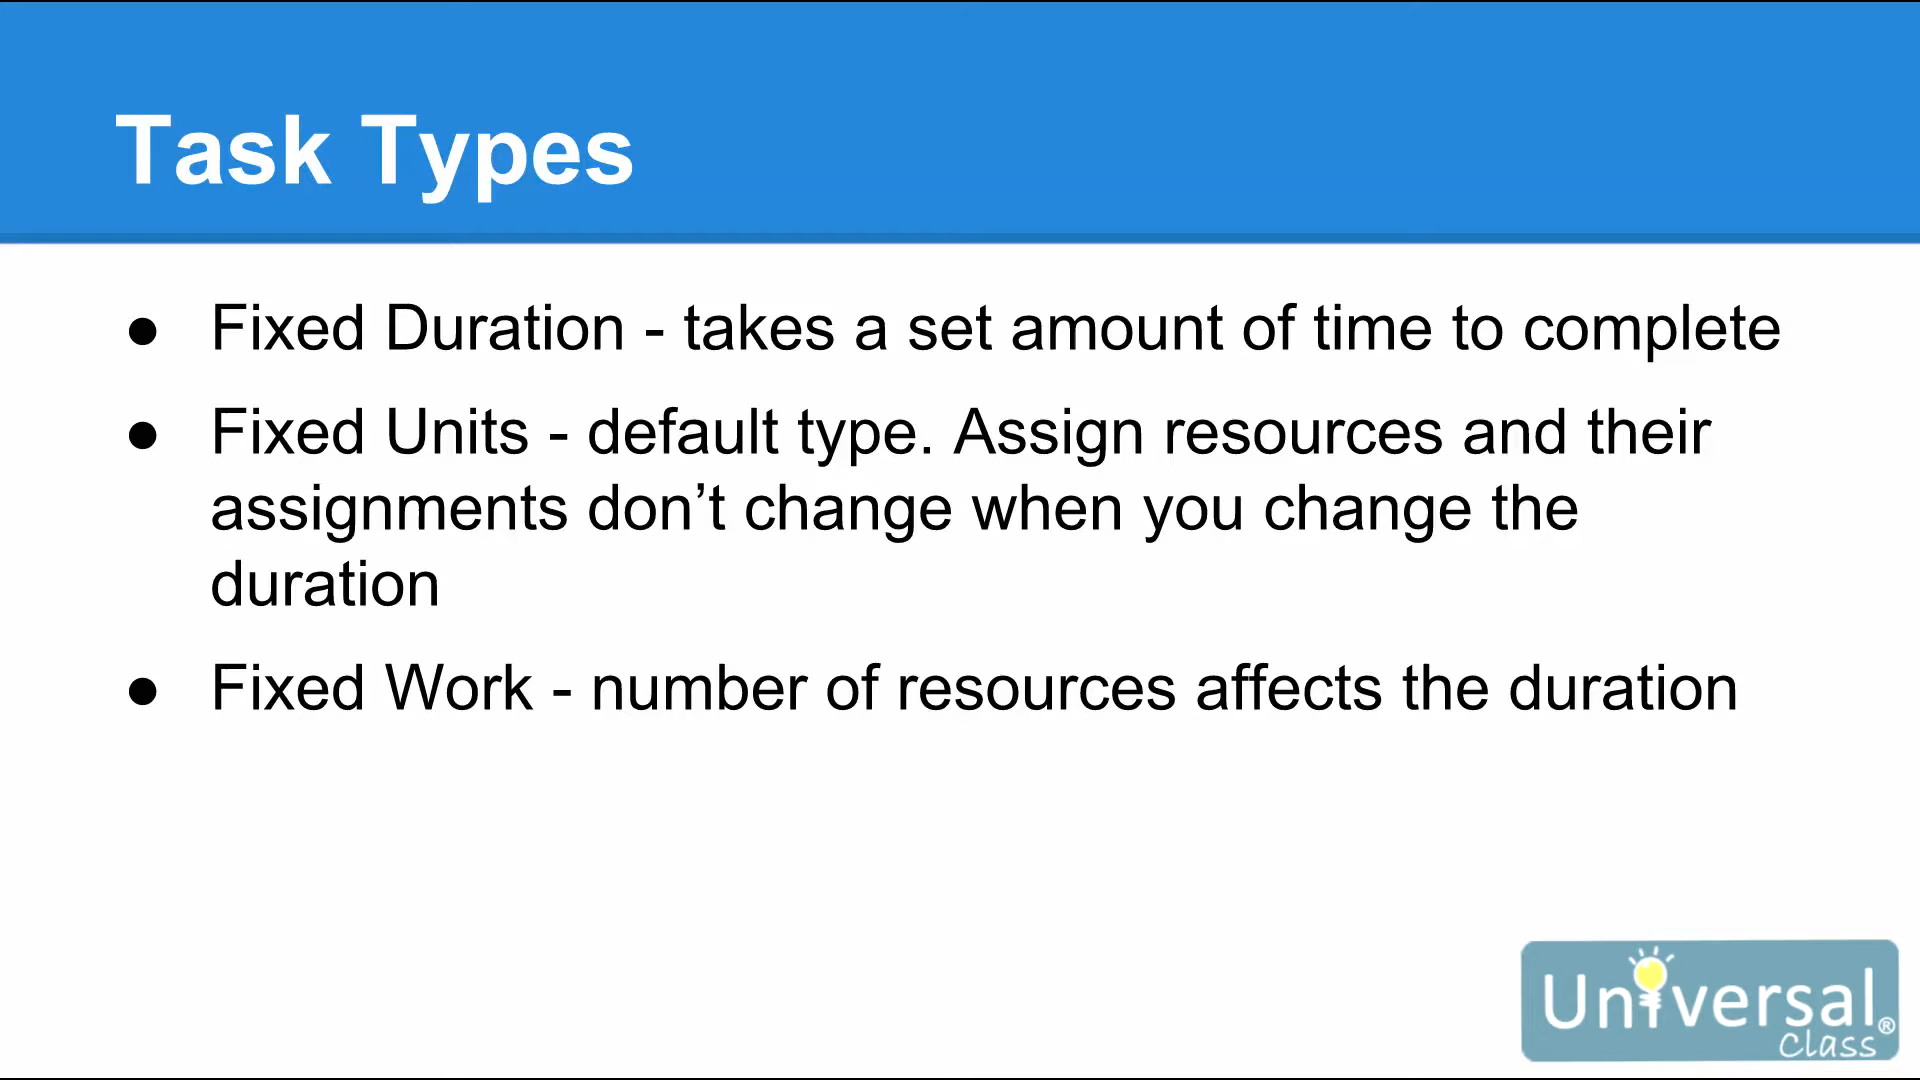 Task Types
● Fixed Duration - takes a set amount of time to complete
● Fixed Units - default type. Assign resources and their
assignments don’t change when you change the
duration
● Fixed Work - number of resources affects the duration
Universal®
Class